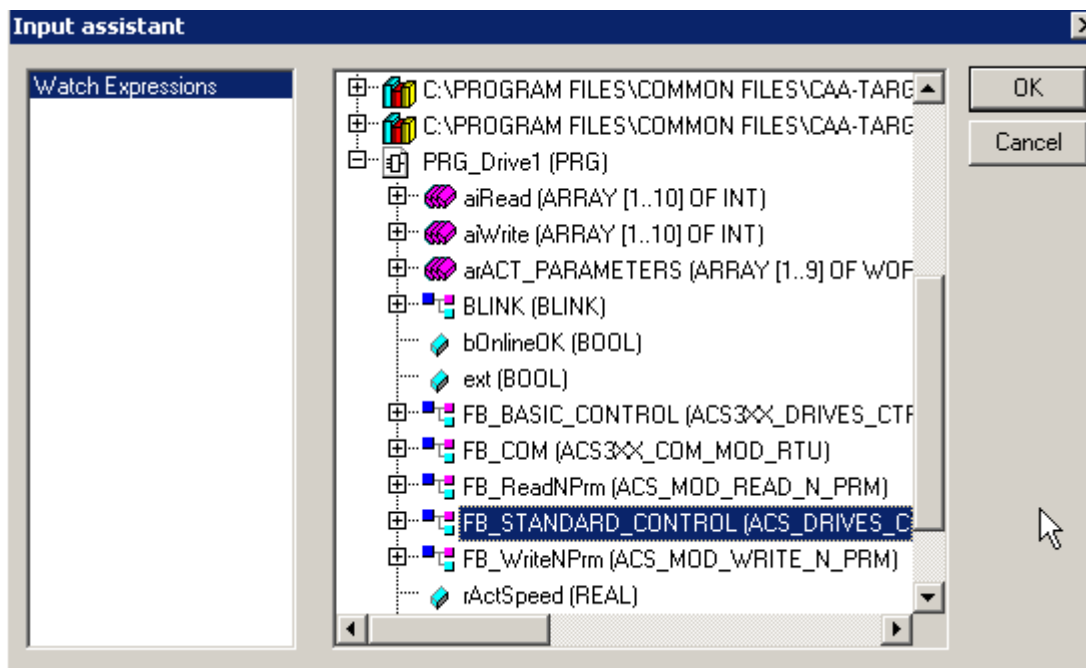 Input assistant
Watch Expressions
C:\PROGRAM FILES\COMMON FILES\CAA-TARG
C:\PROGRAM FILES\COMMON FILES\CAA-TARG
PRG_Drive1 (PRG)
aiRead (ARRAY [1..10] OF INT)
aiWrite (ARRAY [1..10] OF INT)
arACT_PARAMETERS (ARRAY [1..9] OF WOF
BLINK (BLINK)
bOnlineOK (BOOL)
ext (BOOL)
FB_BASIC_CONTROL (ACS3XX_DRIVES_CTF
FB_COM (ACS3XX_COM_MOD_RTU)
FB_ReadNPrm (ACS_MOD_READ_N_PRM)
FB_STANDARD_CONTROL (ACS_DRIVES_C
FB_WriteNPrm (ACS_MOD_WRITE_N_PRM)
rActSpeed (REAL)
OK
Cancel